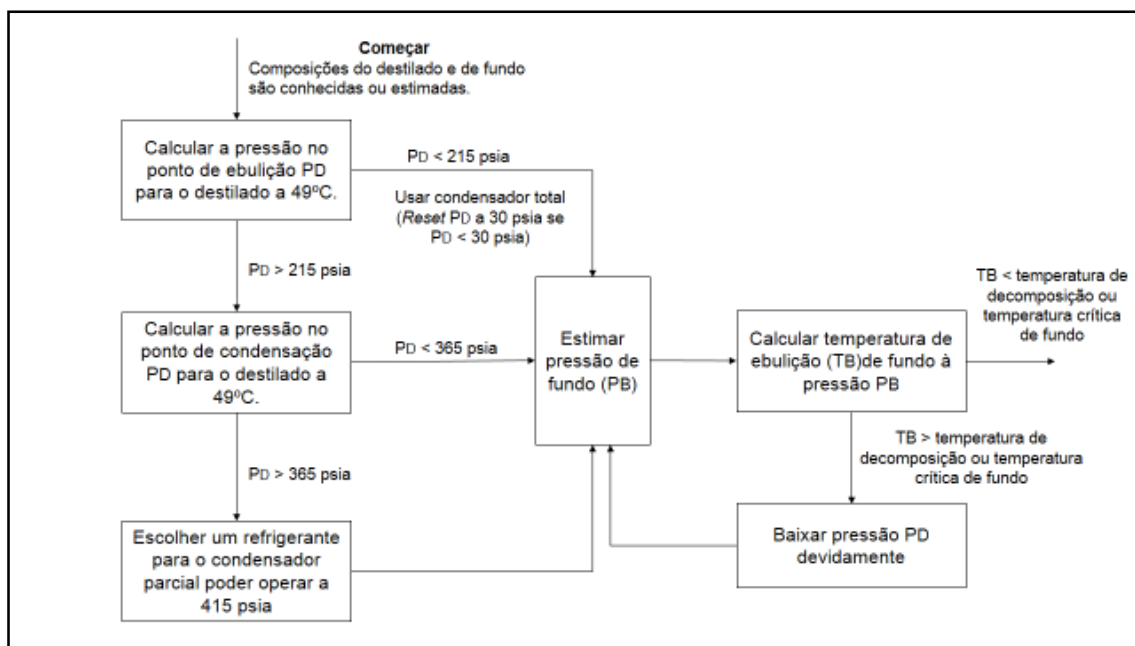 Começar
Composições do destilado e de fundo
são conhecidas ou estimadas.
Calcular a pressão no
ponto de ebulição PD
para o destilado a 49ºC.
PD < 215 psia
Usar condensador total
(Reset PD a 30 psia se
PD < 30 psia)
PD > 215 psia
Calcular a pressão no
ponto de condensação
PD para o destilado a
49ºC.
PD < 365 psia
Estimar
pressão de
fundo (PB)
Calcular temperatura de
ebulição (TB)de fundo à
pressão PB
TB < temperatura de
decomposição ou
temperatura crítica
de fundo
TB > temperatura de
decomposição ou temperatura
crítica de fundo
PD > 365 psia
Escolher um refrigerante
para o condensador
parcial poder operar a
415 psia
Baixar pressão PD
devidamente